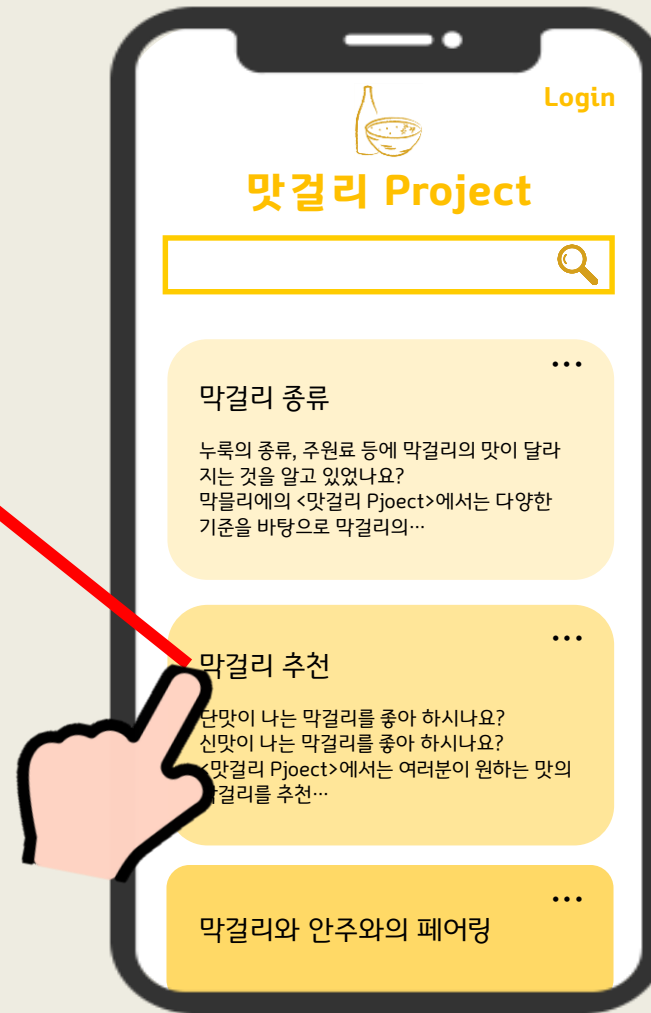 Login
맛걸리 Project
...
막걸리 종류
누룩의 종류, 주원료 등에 막걸리의 맛이 달라
지는 것을 알고 있었나요?
막믈리에의 <맛걸리 Pjoect>에서는 다양한
기준을 바탕으로 막걸리의…
...
막걸리 추천
단맛이 나는 막걸리를 좋아 하시나요?
신맛이 나는 막걸리를 좋아 하시나요?
<맛걸리 Pjoect>에서는 여러분이 원하는 맛의
막걸리를 추천…
...
막걸리와 안주와의 페어링